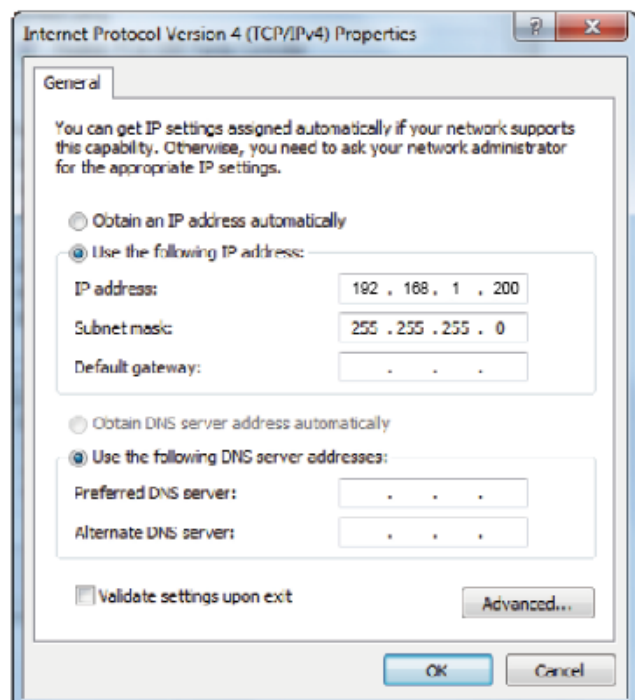 Internet Protocol Version 4 (TCP/IPv4) Properties
General
You can get IP settings assigned automatically if your network supports
this capability. Otherwise, you need to ask your network administrator
for the appropriate IP settings.
Obtain an IP address automatically
Use the following IP address:
IP address: 192 . 168 . 1 . 200
Subnet mask: 255 . 255 . 255 . 0
Default gateway: . . .
Obtain DNS server address automatically
Use the following DNS server addresses:
Preferred DNS server: . . .
Alternate DNS server: . . .
Validate settings upon exit
Advanced...
OK Cancel